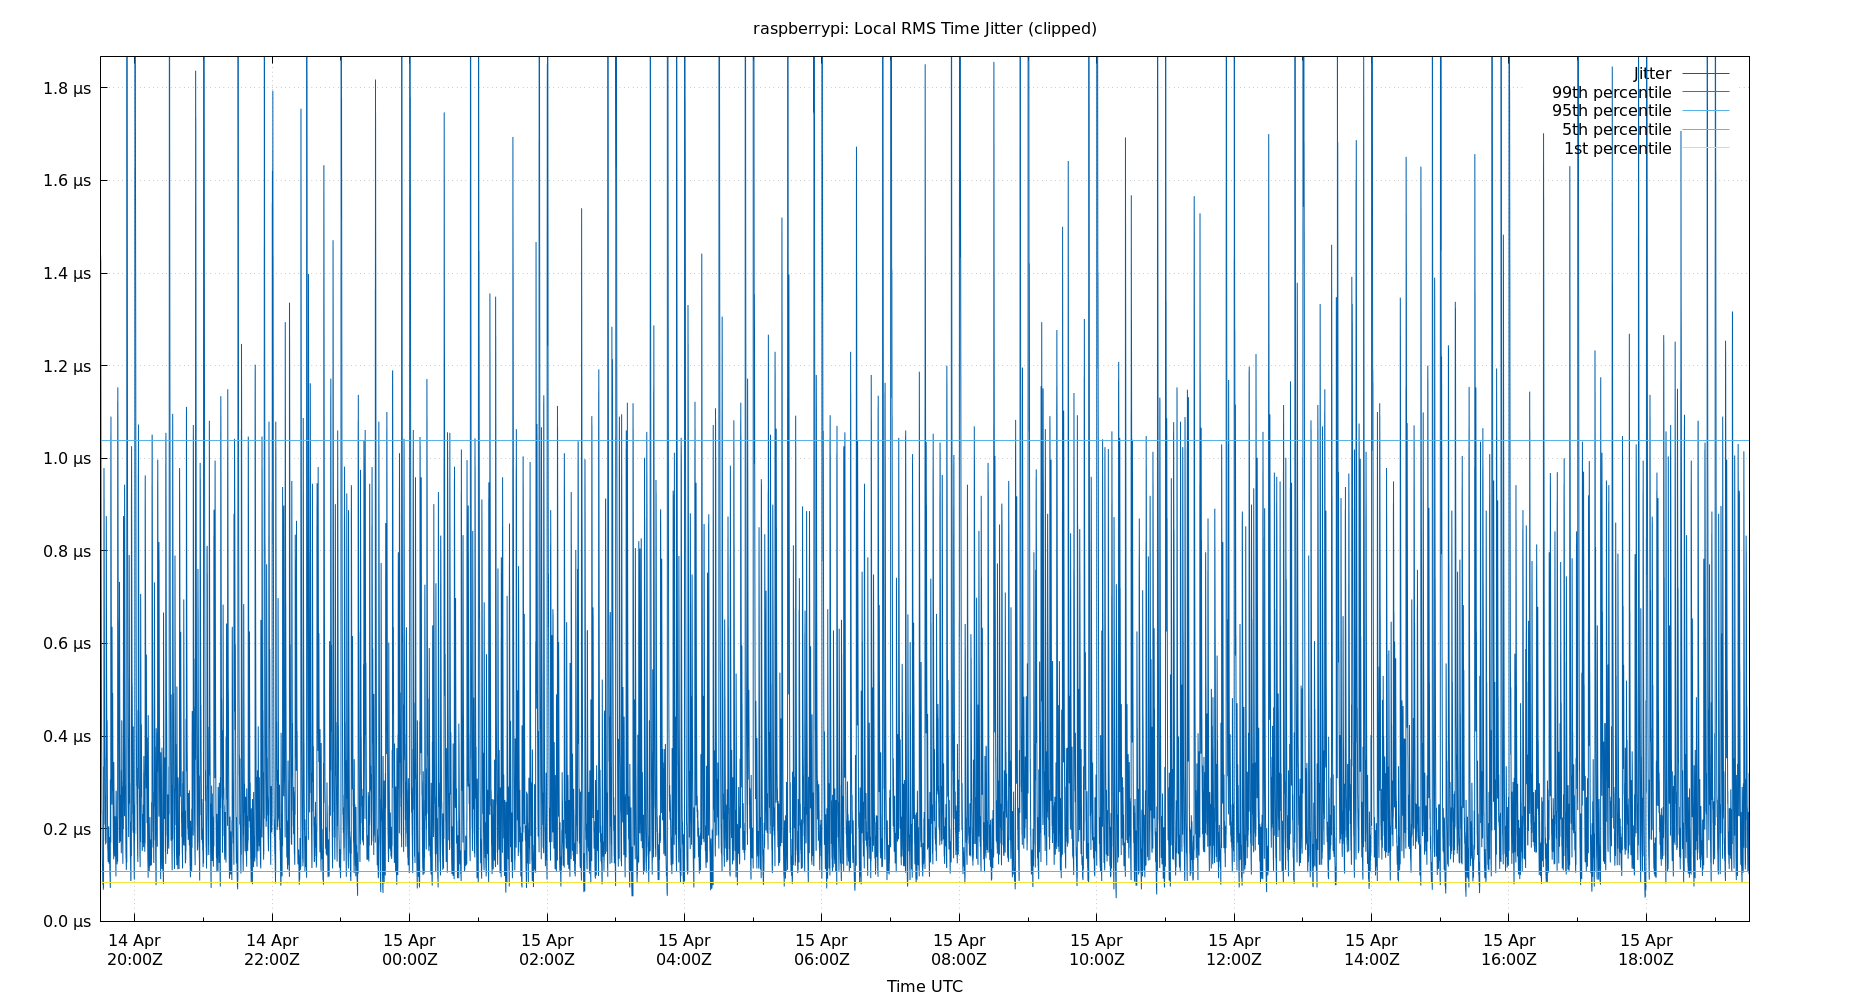 raspberrypi: Local RMS Time Jitter (clipped)
Jitter
99th percentile
95th percentile
5th percentile
1st percentile
1.8 µs
1.6 µs
1.4 µs
1.2 µs
1.0 µs
0.8 µs
0.6 µs
0.4 µs
0.2 µs
0.0 µs
14 Apr 14 Apr 15 Apr 15 Apr 15 Apr 15 Apr 15 Apr 15 Apr 15 Apr 15 Apr 15 Apr 15 Apr
20:00Z 22:00Z 00:00Z 02:00Z 04:00Z 06:00Z 08:00Z 10:00Z 12:00Z 14:00Z 16:00Z 18:00Z
Time UTC